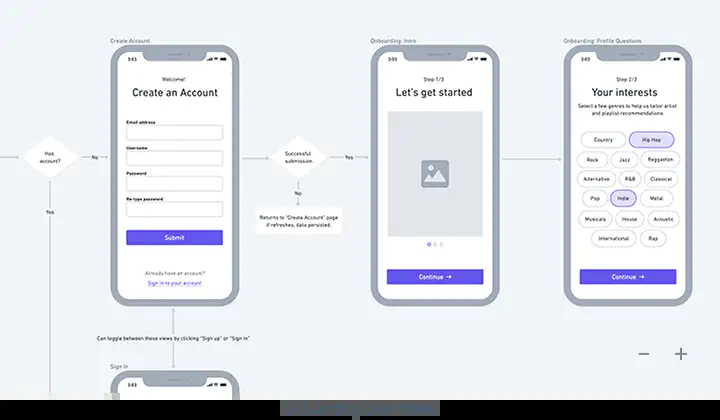 Create Account
3:03
Welcome!
Create an Account
Email address
Username
Password
Re-type password
Submit
Already have an account?
Sign in to your account
Has
account?
No
Yes
Successful
submission
Yes
No
Returns to "Create Account" page
if refreshes, data persisted.
Can toggle between these views by clicking "Sign up" or "Sign in"
Sign In
3:03
Onboarding: Intro
3:03
Step 1/3
Let's get started
Continue →
Onboarding: Profile Questions
3:03
Step 2/3
Your interests
Select a few genres to help us tailor artist
and playlist recommendations.
Country Hip Hop
Rock Jazz Reggaeton
Alternative R&B Classical
Pop Indie Metal
Musicals House Acoustic
International Rap
Continue →